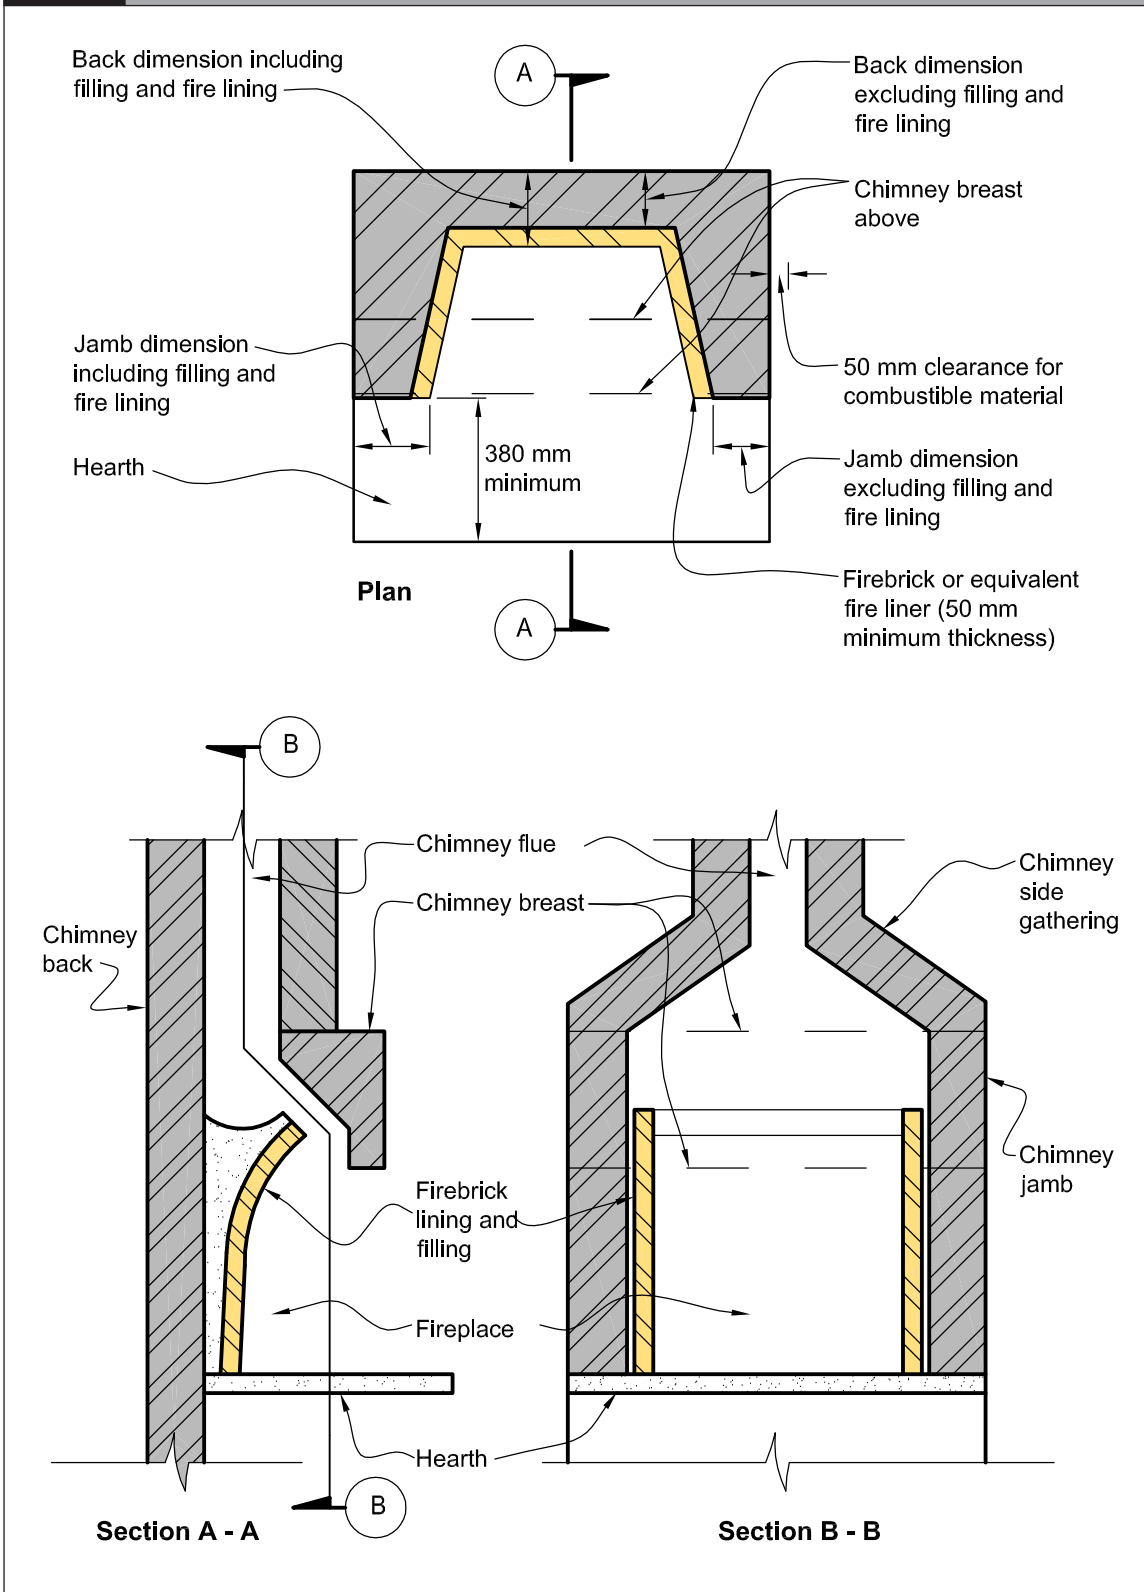 Back dimension including
filling and fire lining
A
Back dimension
excluding filling and
fire lining
Chimney breast
above
Jamb dimension
including filling and
fire lining
50 mm clearance for
combustible material
Hearth
380 mm
minimum
Jamb dimension
excluding filling and
fire lining
Plan
A
Firebrick or equivalent
fire liner (50 mm
minimum thickness)
B
Chimney flue
Chimney breast
Chimney
side
gathering
Chimney
back
Firebrick
lining and
filling
Chimney
jamb
Fireplace
Hearth
B
Section A - A
Section B - B